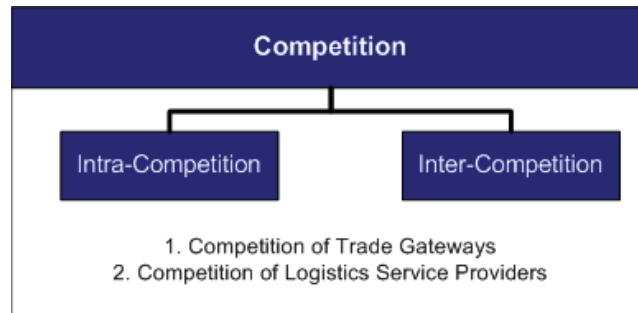 Competition
Intra-Competition
Inter-Competition
1. Competition of Trade Gateways
2. Competition of Logistics Service Providers